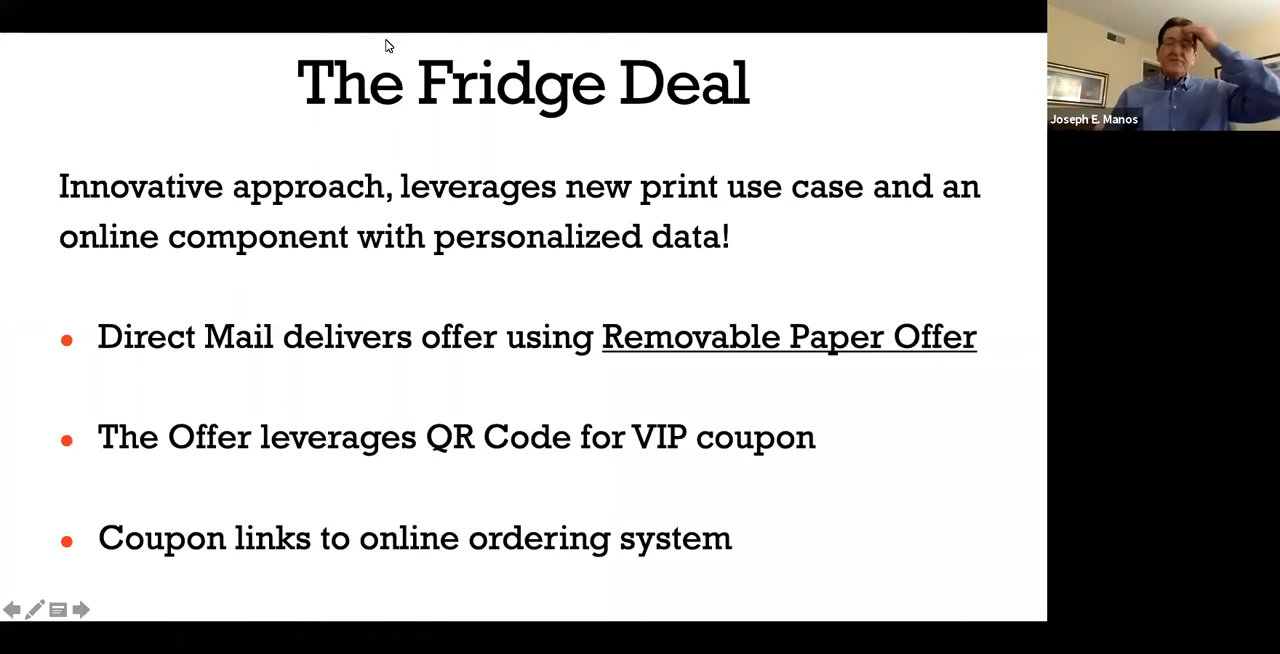 The Fridge Deal
Innovative approach, leverages new print use case and an
online component with personalized data!
Direct Mail delivers offer using Removable Paper Offer
The Offer leverages QR Code for VIP coupon
Coupon links to online ordering system
Joseph E. Manos